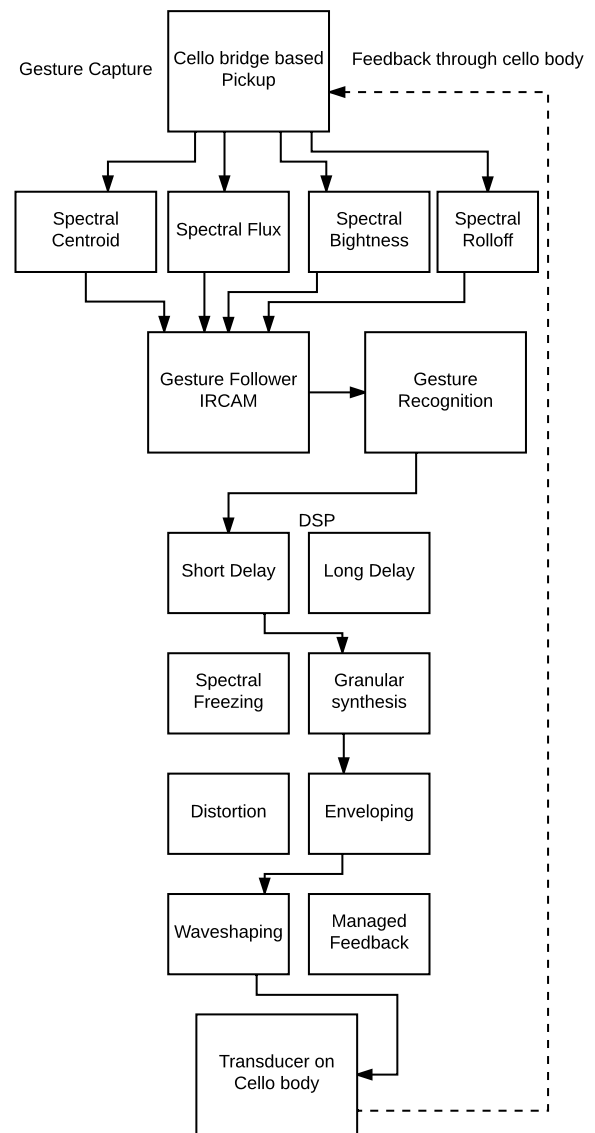 Gesture Capture
Cello bridge based
Pickup
Feedback through cello body
Spectral
Centroid
Spectral Flux
Spectral
Bightness
Spectral
Rolloff
Gesture Follower
IRCAM
Gesture
Recognition
DSP
Short Delay
Long Delay
Spectral
Freezing
Granular
synthesis
Distortion
Enveloping
Waveshaping
Managed
Feedback
Transducer on
Cello body